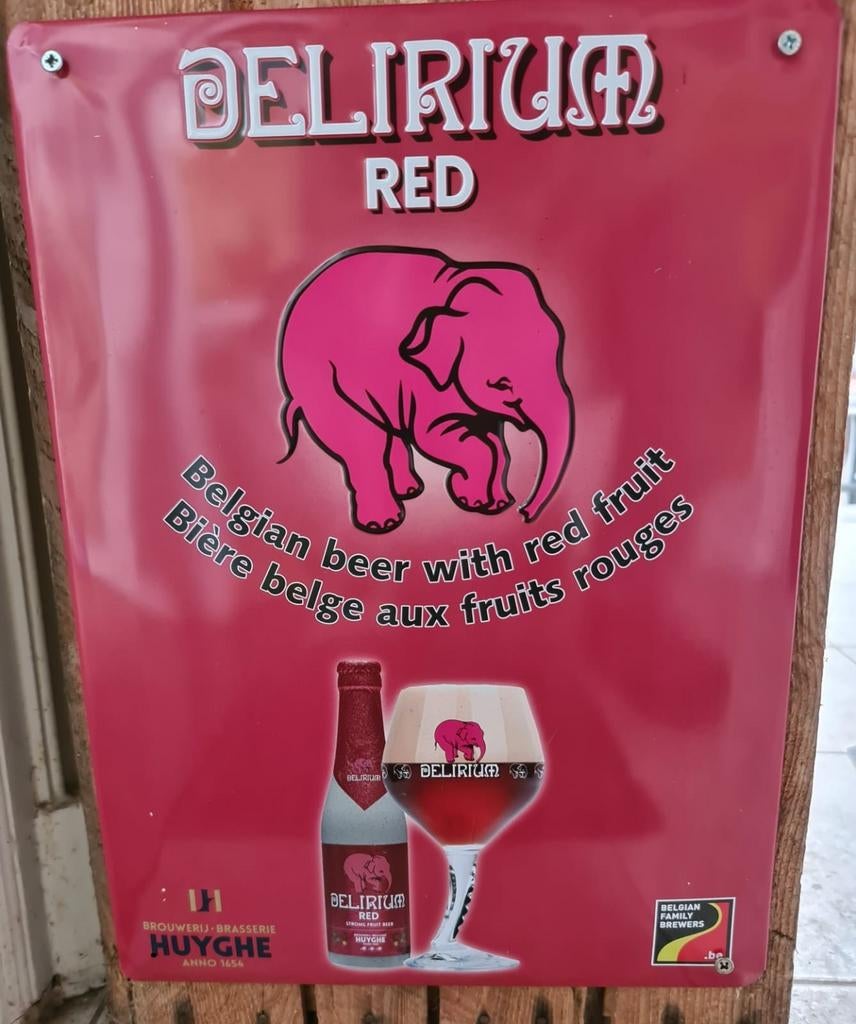 DELIRIUM
RED
Belgian beer with red fruit
Bière belge aux fruits rouges
DELIRIUM
DELIRIUM
DELIRIUM
RED
STRONG FRUIT BEER
HUYGHE
BROUWERIJ · BRASSERIE
HUYGHE
ANNO 1654
BELGIAN
FAMILY
BREWERS
.be